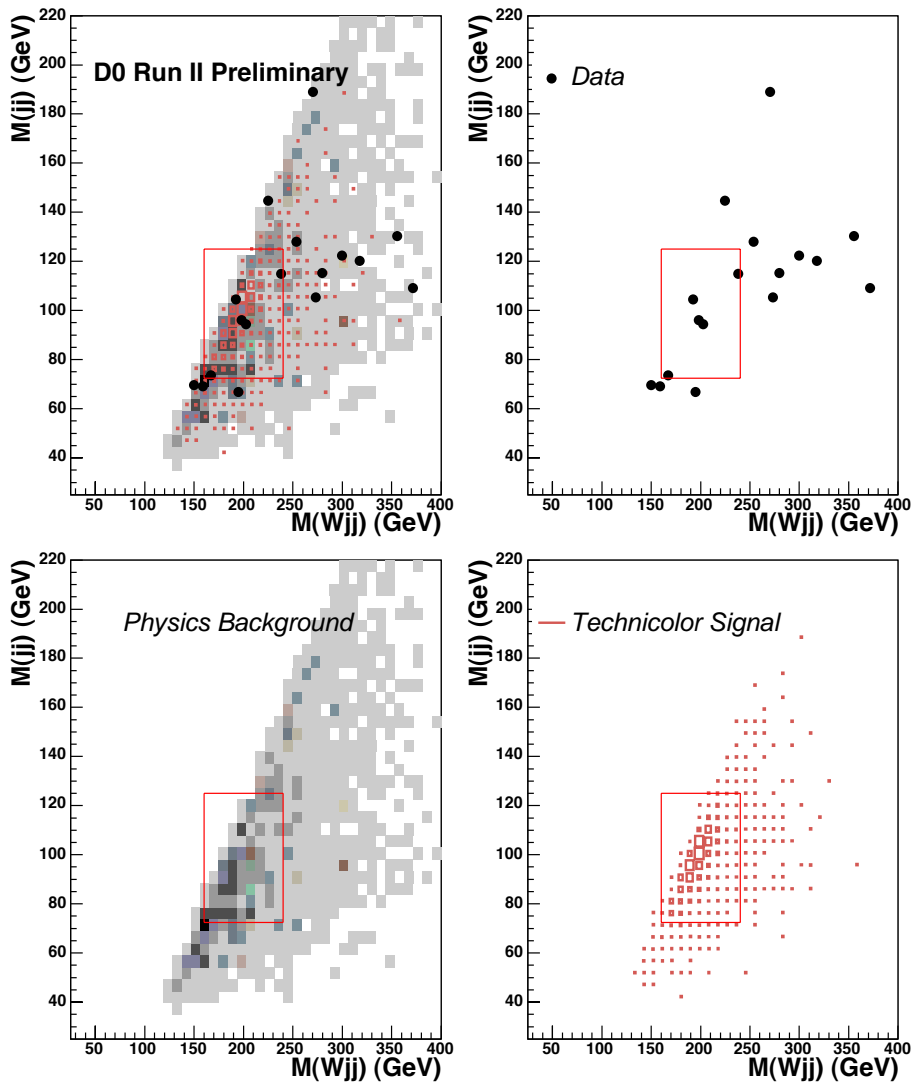 M(jj) (GeV)
220
200
180
160
140
120
100
80
60
40
D0 Run II Preliminary
50 100 150 200 250 300 350 400
M(Wjj) (GeV)
M(jj) (GeV)
220
200
180
160
140
120
100
80
60
40
Data
50 100 150 200 250 300 350 400
M(Wjj) (GeV)
M(jj) (GeV)
220
200
180
160
140
120
100
80
60
40
Physics Background
50 100 150 200 250 300 350 400
M(Wjj) (GeV)
M(jj) (GeV)
220
200
180
160
140
120
100
80
60
40
Technicolor Signal
50 100 150 200 250 300 350 400
M(Wjj) (GeV)